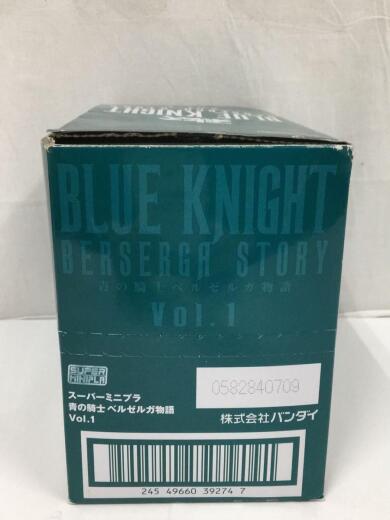 BLUE KNIGHT
BLUE KNIGHT
BERSERGA STORY
青の騎士ベルゼルガ物語
Vol.1
SUPER MINIPLA
スーパーミニプラ
青の騎士 ベルゼルガ物語
Vol.1
0582840709
株式会社バンダイ
245 49660 39274 7